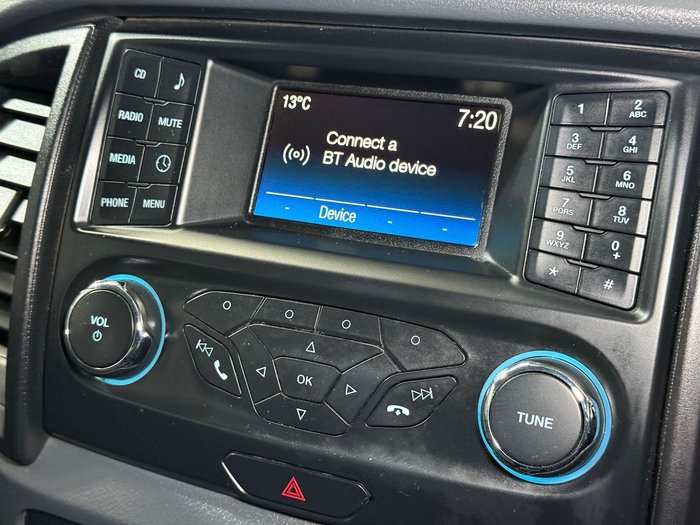 CD
RADIO MUTE
MEDIA
PHONE MENU
13°C
7:20
Connect a
BT Audio device
Device
1 2 ABC
3 DEF 4 GHI
5 JKL 6 MNO
7 PQRS 8 TUV
9 WXYZ 0 +
* #
VOL
OK
TUNE